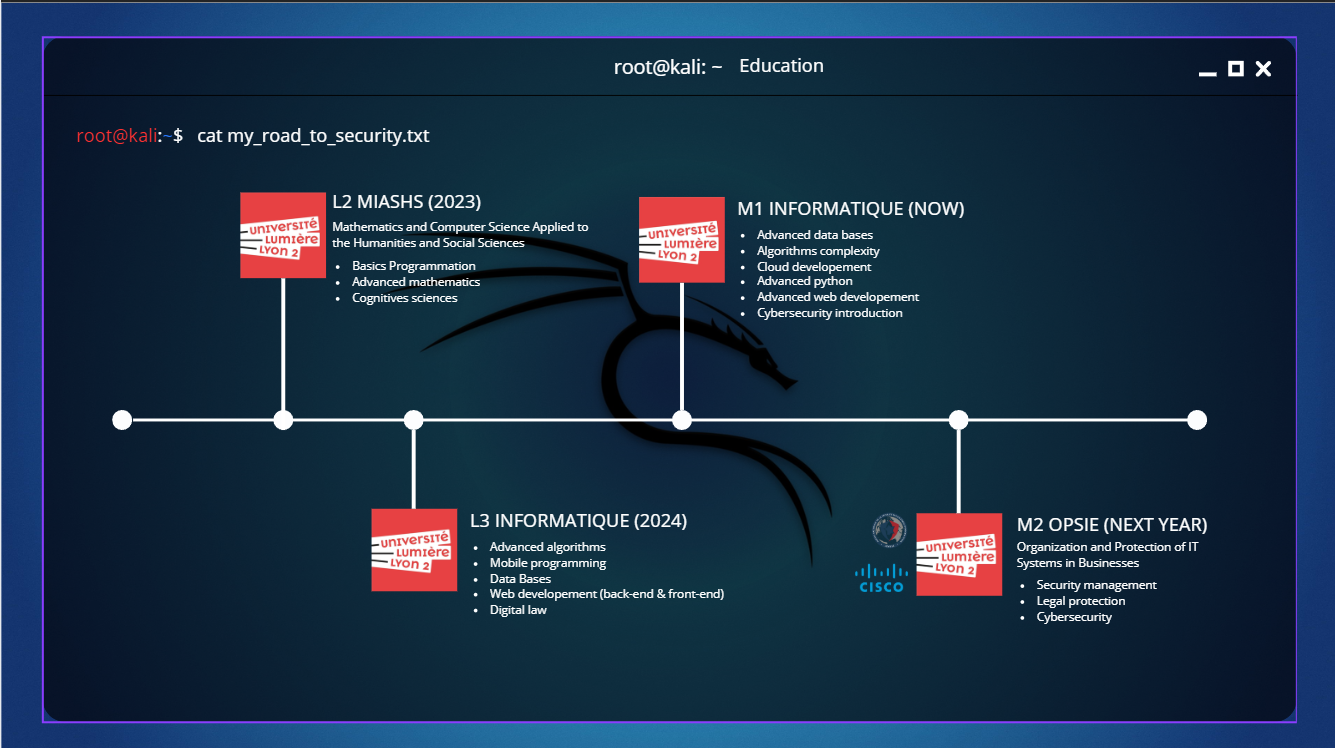 root@kali: ~ Education
root@kali:~$ cat my_road_to_security.txt
UNIVERSITÉ
LUMIÈRE
LYON 2
L2 MIASHS (2023)
Mathematics and Computer Science Applied to
the Humanities and Social Sciences
• Basics Programmation
• Advanced mathematics
• Cognitives sciences
UNIVERSITÉ
LUMIÈRE
LYON 2
M1 INFORMATIQUE (NOW)
• Advanced data bases
• Algorithms complexity
• Cloud developement
• Advanced python
• Advanced web developement
• Cybersecurity introduction
UNIVERSITÉ
LUMIÈRE
LYON 2
L3 INFORMATIQUE (2024)
• Advanced algorithms
• Mobile programming
• Data Bases
• Web developement (back-end & front-end)
• Digital law
CISCO
UNIVERSITÉ
LUMIÈRE
LYON 2
M2 OPSIE (NEXT YEAR)
Organization and Protection of IT
Systems in Businesses
• Security management
• Legal protection
• Cybersecurity